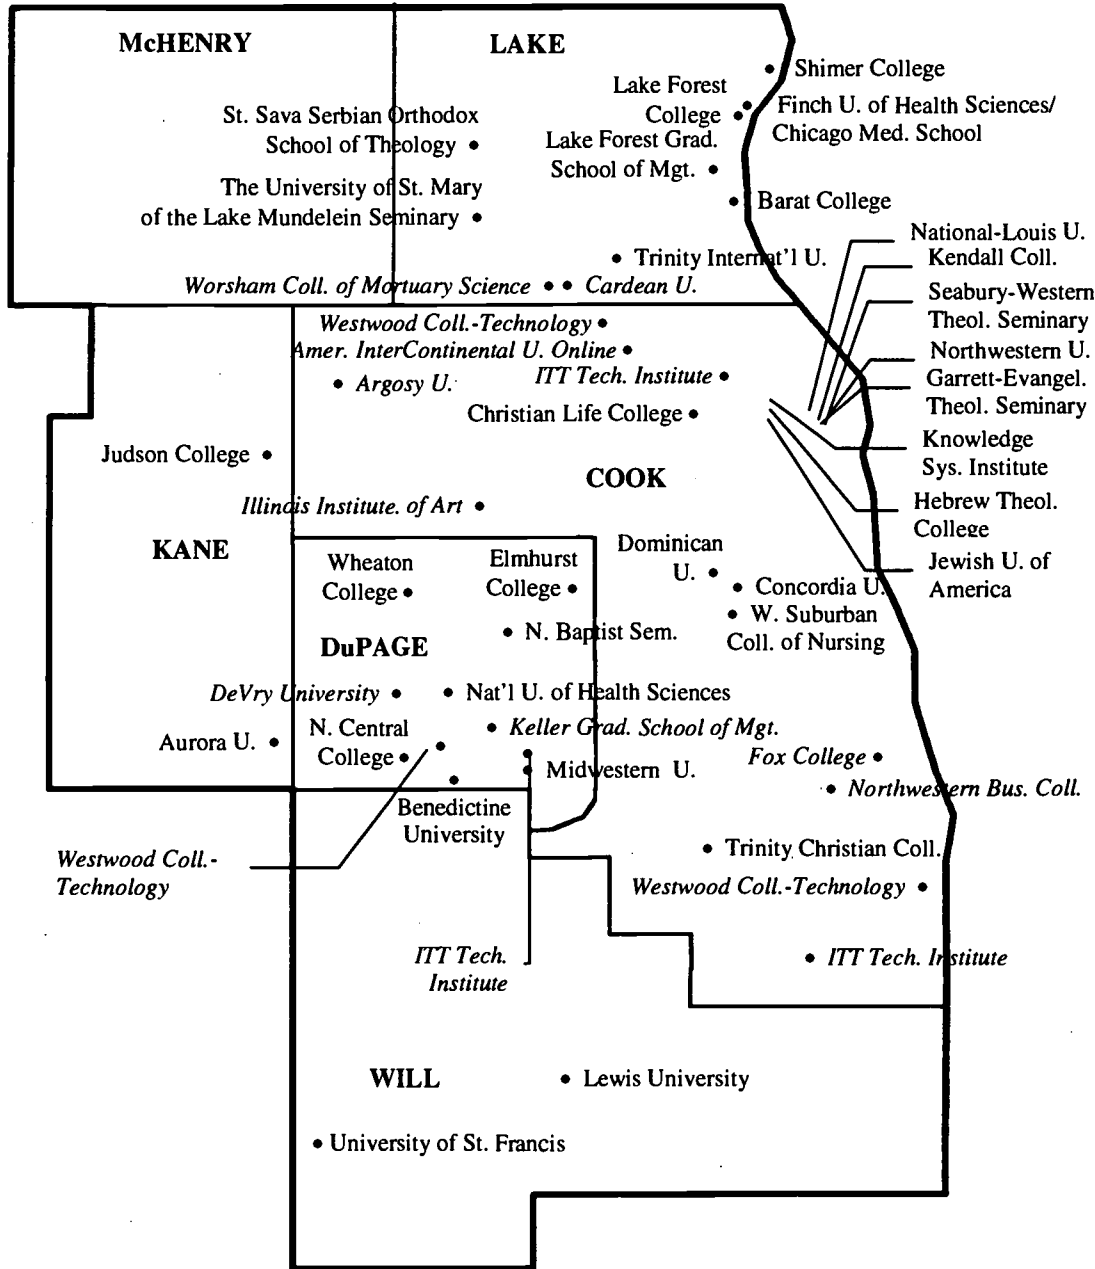 McHENRY
LAKE
Shimer College
Lake Forest
College
Finch U. of Health Sciences/
Chicago Med. School
St. Sava Serbian Orthodox
School of Theology
Lake Forest Grad.
School of Mgt.
The University of St. Mary
of the Lake Mundelein Seminary
Barat College
National-Louis U.
Kendall Coll.
Trinity Internat'l U.
Worsham Coll. of Mortuary Science
Cardean U.
Seabury-Western
Theol. Seminary
Westwood Coll.-Technology
Amer. InterContinental U. Online
Northwestern U.
Argosy U.
ITT Tech. Institute
Garrett-Evangel.
Theol. Seminary
Christian Life College
Knowledge
Sys. Institute
Judson College
COOK
Illinois Institute. of Art
Hebrew Theol.
College
KANE
Wheaton
College
Elmhurst
College
Dominican
U.
Jewish U. of
America
Concordia U.
W. Suburban
Coll. of Nursing
N. Baptist Sem.
DuPAGE
DeVry University
Nat'l U. of Health Sciences
Aurora U.
N. Central
College
Keller Grad. School of Mgt.
Midwestern U.
Fox College
Northwestern Bus. Coll.
Benedictine
University
Westwood Coll.-
Technology
Trinity Christian Coll.
Westwood Coll.-Technology
ITT Tech.
Institute
ITT Tech. Institute
WILL
Lewis University
University of St. Francis